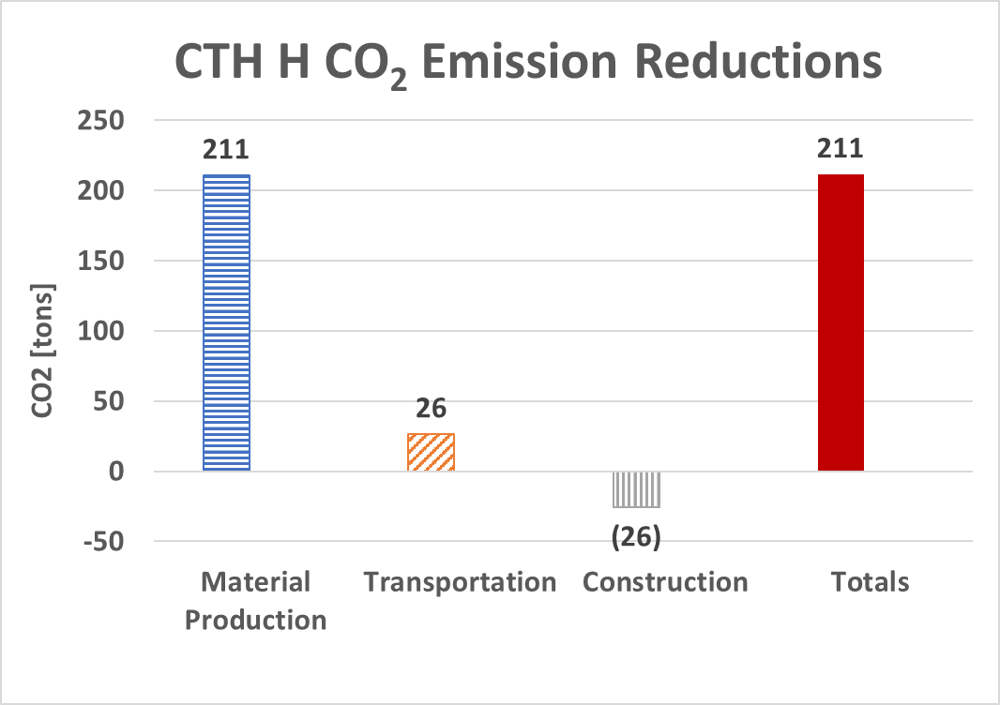 CTH H CO₂ Emission Reductions
250
200
150
100
50
0
-50
CO2 [tons]
211
26
(26)
211
Material
Production
Transportation
Construction
Totals